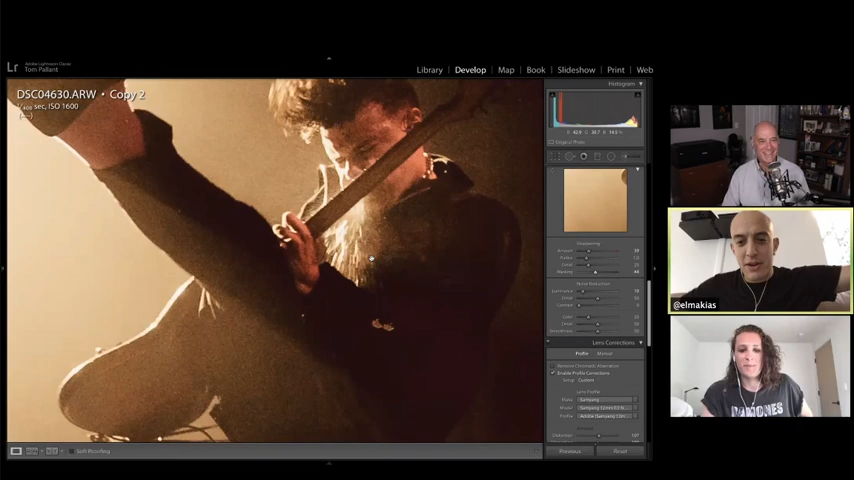 Lr
Adobe Lightroom Classic
Tom Pallant
Library | Develop | Map | Book | Slideshow | Print | Web
DSC04630.ARW • Copy 2
sec, ISO 1600
Histogram
Original Photo
Sharpening
Amount
Radius
Detail
Masking
Noise Reduction
Luminance
Detail
Contrast
Color
Detail
Smoothness
Lens Corrections
Profile
Manual
Remove Chromatic Aberration
Enable Profile Corrections
Setup Custom
Lens Profile
Make Samyang
Model
Profile
Amount
Distortion
Previous
Reset
Soft Proofing
@elmakias
RAMONES